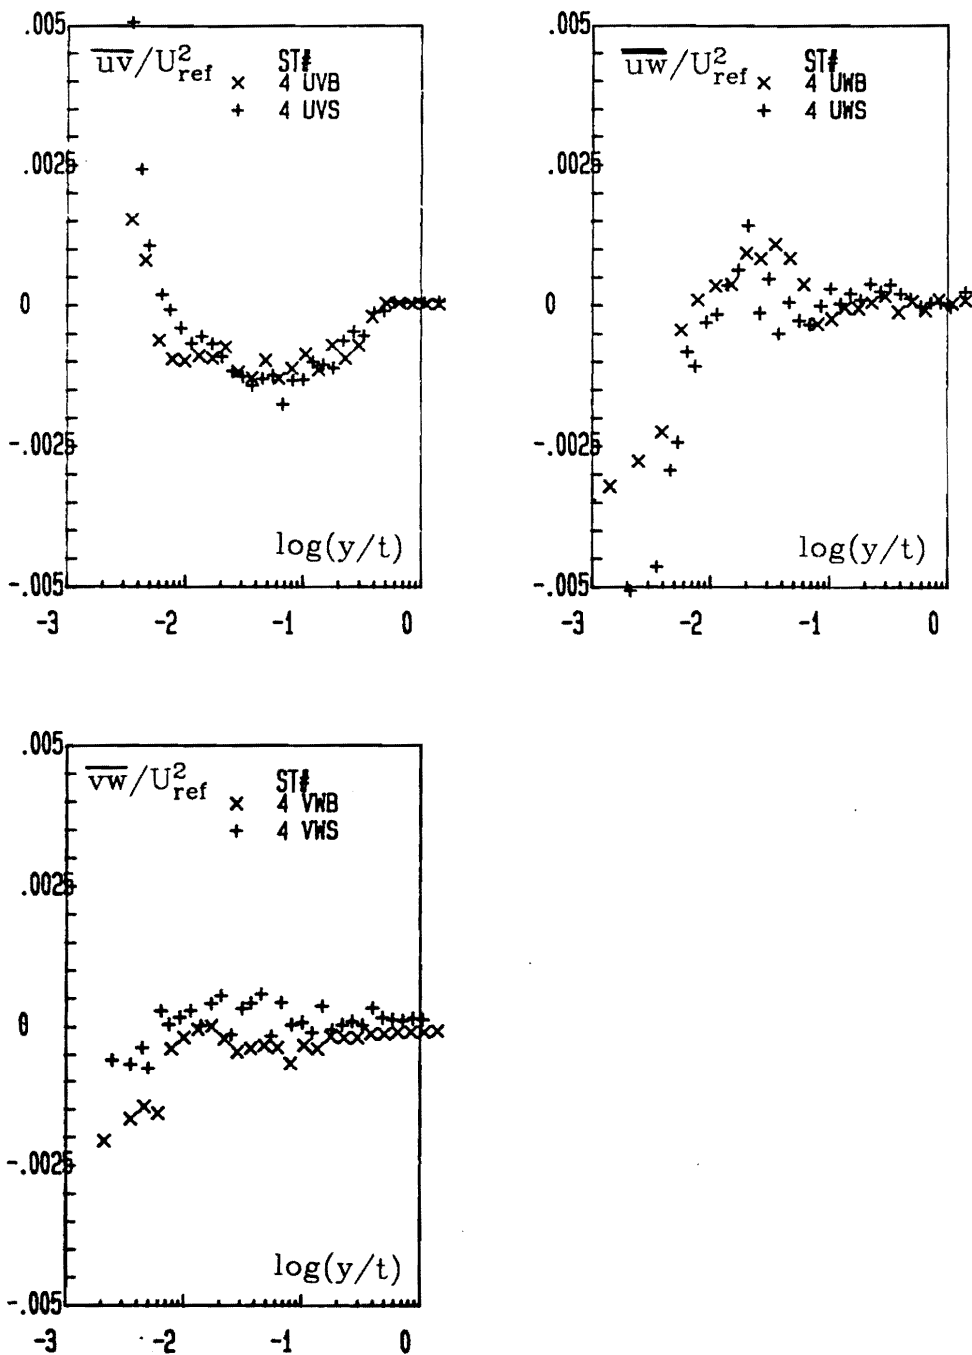 .005
uv/U²ref
ST#
× 4 UVB
+ 4 UVS
.0025
0
-.0025
log(y/t)
-.005
-3 -2 -1 0
.005
uw/U²ref
ST#
× 4 UWB
+ 4 UWS
.0025
0
-.0025
log(y/t)
-.005
-3 -2 -1 0
.005
vw/U²ref
ST#
× 4 VWB
+ 4 VWS
.0025
0
-.0025
log(y/t)
-.005
-3 -2 -1 0